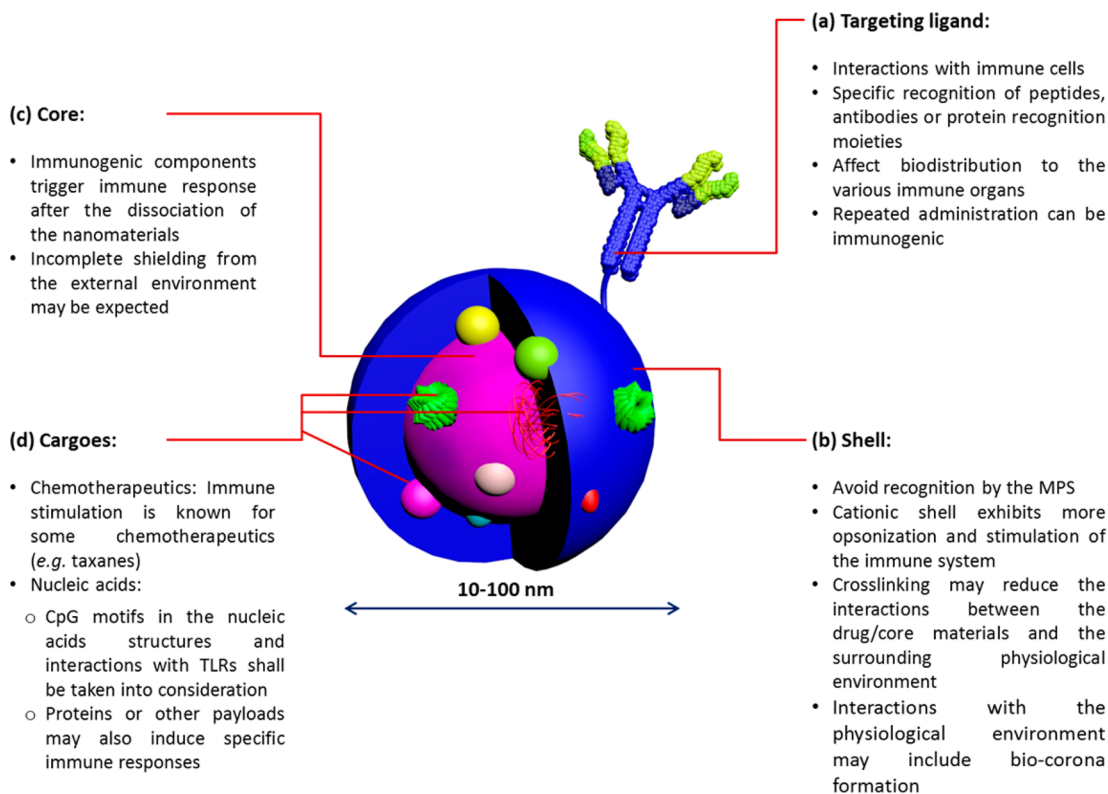 (a) Targeting ligand:
• Interactions with immune cells
• Specific recognition of peptides,
antibodies or protein recognition
moieties
• Affect biodistribution to the
various immune organs
• Repeated administration can be
immunogenic
(c) Core:
• Immunogenic components
trigger immune response
after the dissociation of
the nanomaterials
• Incomplete shielding from
the external environment
may be expected
(d) Cargoes:
• Chemotherapeutics: Immune
stimulation is known for
some chemotherapeutics
(e.g. taxanes)
• Nucleic acids:
o CpG motifs in the nucleic
acids structures and
interactions with TLRs shall
be taken into consideration
o Proteins or other payloads
may also induce specific
immune responses
10-100 nm
(b) Shell:
• Avoid recognition by the MPS
• Cationic shell exhibits more
opsonization and stimulation of
the immune system
• Crosslinking may reduce the
interactions between the
drug/core materials and the
surrounding physiological
environment
• Interactions with the
physiological environment
may include bio-corona
formation